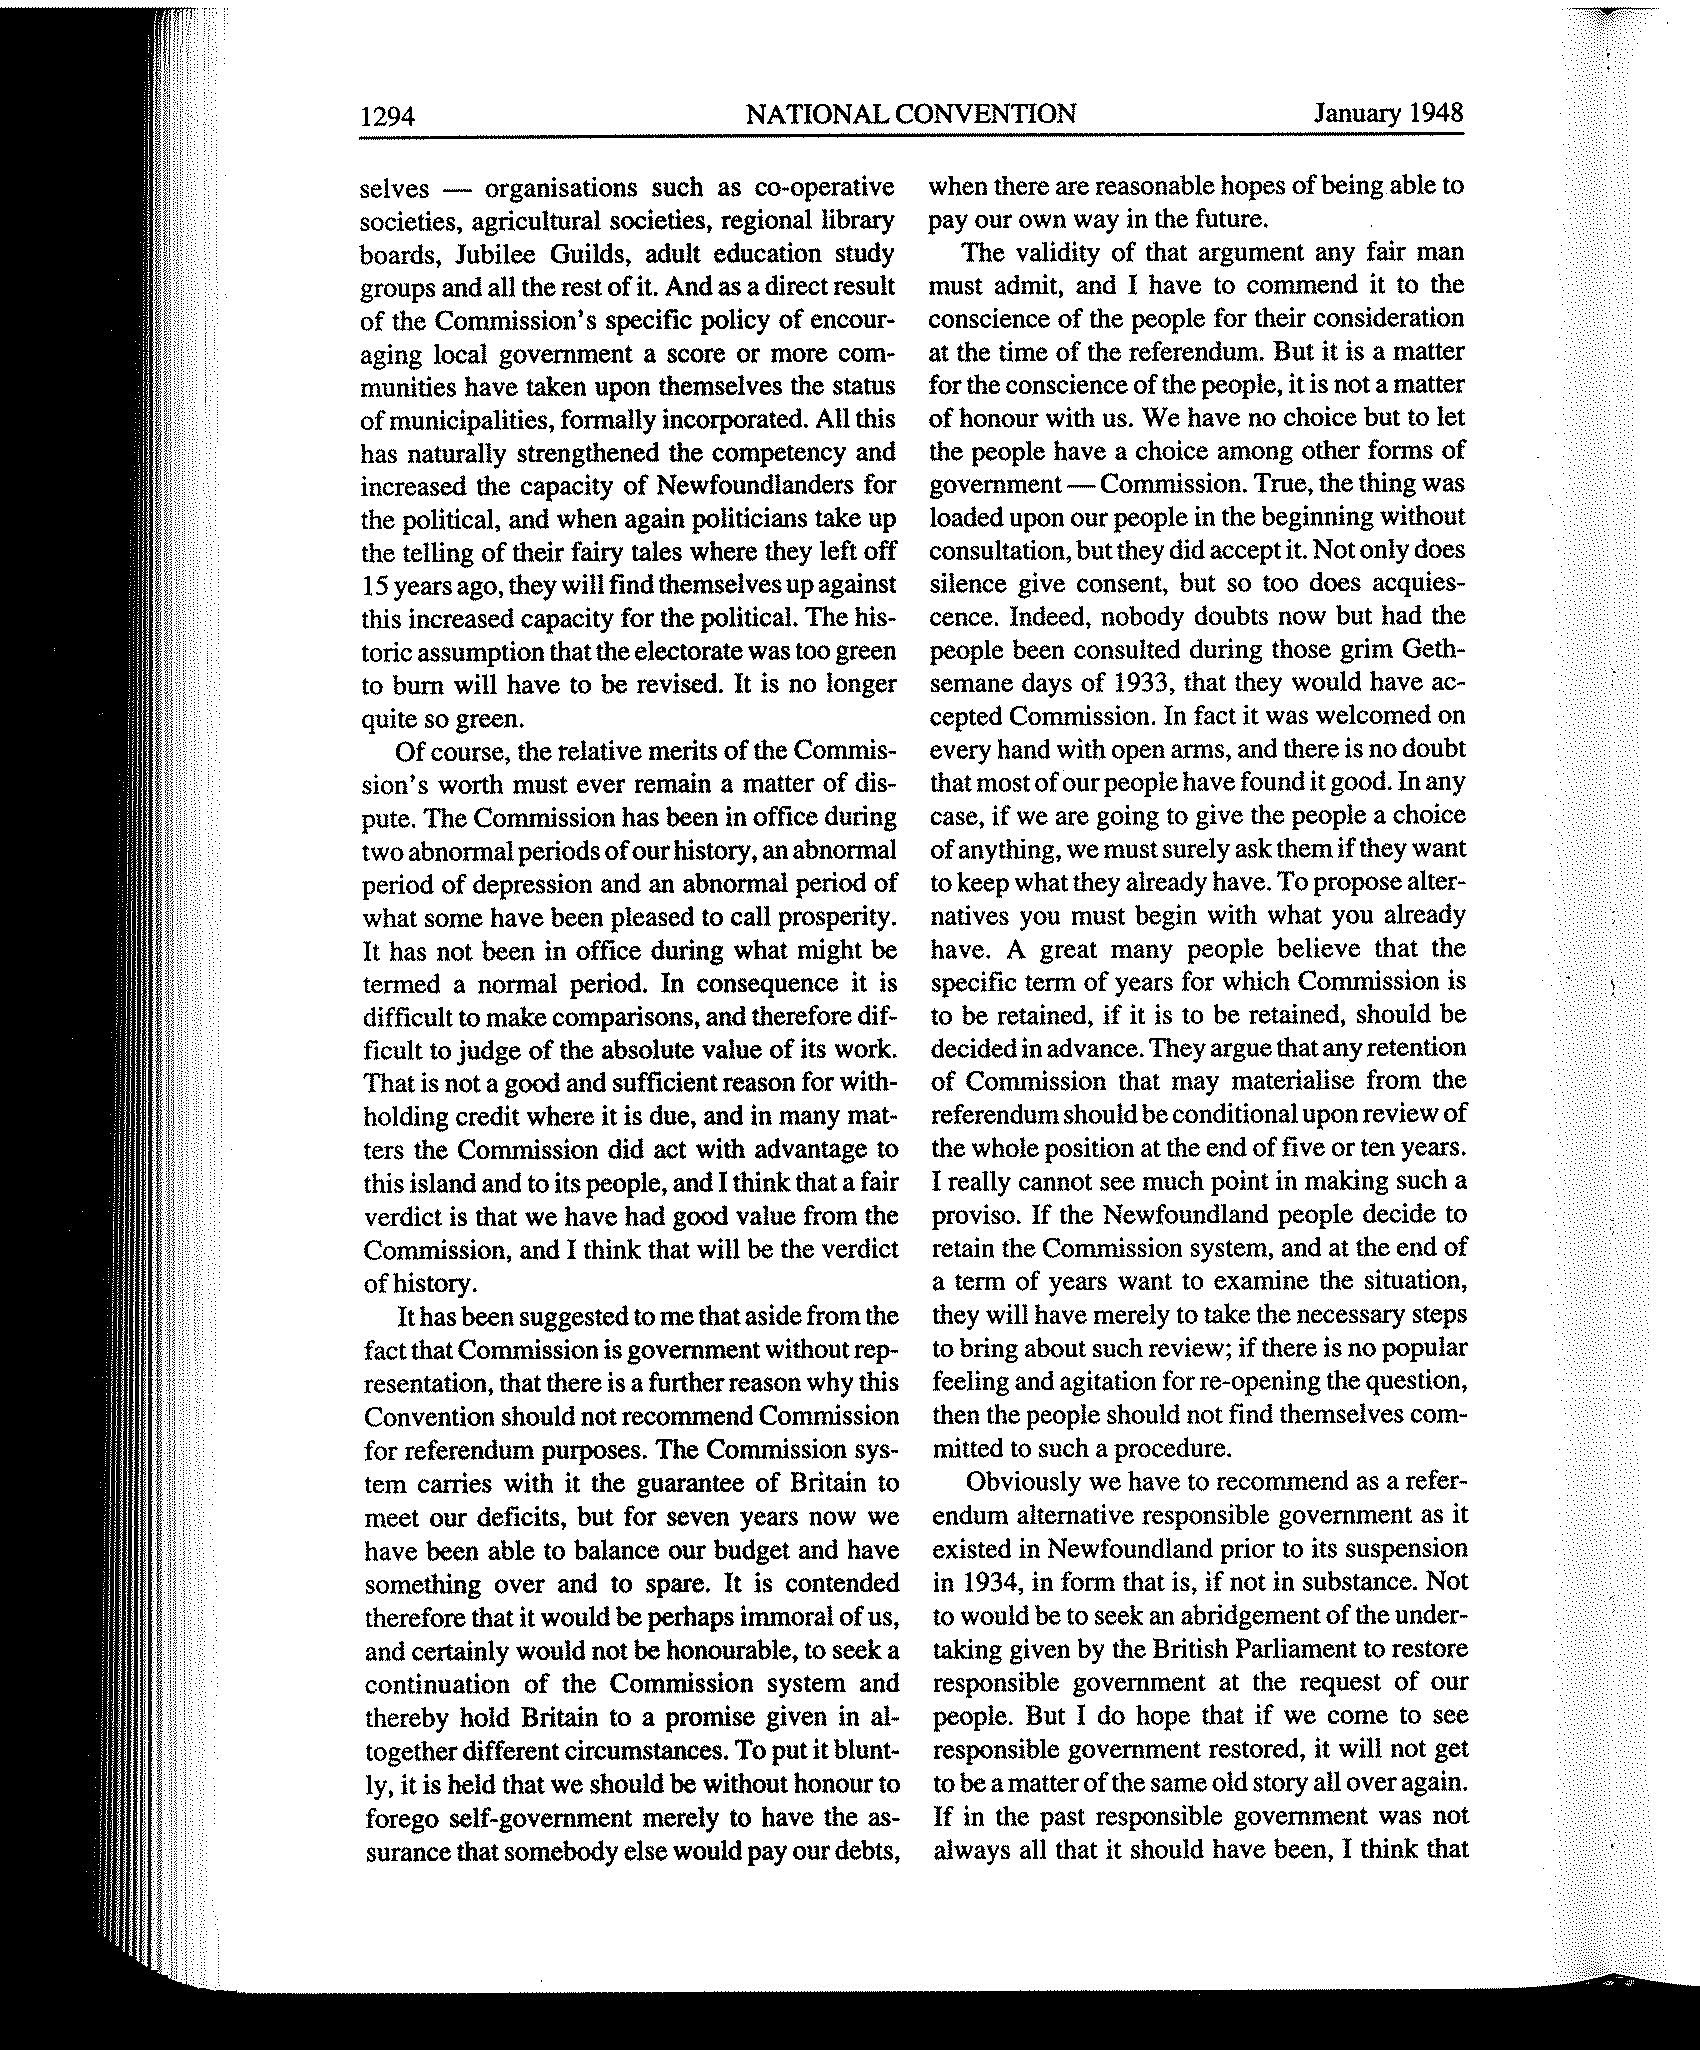 1294 NATIONAL CONVENTION January 1948
selves — organisations such as co-operative
societies, agricultural societies, regional library
boards, Jubilee Guilds, adult education study
groups and all the rest of it. And as a direct result
of the Commission's specific policy of encour-
aging local government a score or more com-
munities have taken upon themselves the status
of municipalities, formally incorporated. All this
has naturally strengthened the competency and
increased the capacity of Newfoundlanders for
the political, and when again politicians take up
the telling of their fairy tales where they left off
15 years ago, they will find themselves up against
this increased capacity for the political. The his-
toric assumption that the electorate was too green
to burn will have to be revised. It is no longer
quite so green.
Of course, the relative merits of the Commis-
sion's worth must ever remain a matter of dis-
pute. The Commission has been in office during
two abnormal periods of our history, an abnormal
period of depression and an abnormal period of
what some have been pleased to call prosperity.
It has not been in office during what might be
termed a normal period. In consequence it is
difficult to make comparisons, and therefore dif-
ficult to judge of the absolute value of its work.
That is not a good and sufficient reason for with-
holding credit where it is due, and in many mat-
ters the Commission did act with advantage to
this island and to its people, and I think that a fair
verdict is that we have had good value from the
Commission, and I think that will be the verdict
of history.
It has been suggested to me that aside from the
fact that Commission is government without rep-
resentation, that there is a further reason why this
Convention should not recommend Commission
for referendum purposes. The Commission sys-
tem carries with it the guarantee of Britain to
meet our deficits, but for seven years now we
have been able to balance our budget and have
something over and to spare. It is contended
therefore that it would be perhaps immoral of us,
and certainly would not be honourable, to seek a
continuation of the Commission system and
thereby hold Britain to a promise given in al-
together different circumstances. To put it blunt-
ly, it is held that we should be without honour to
forego self-government merely to have the as-
surance that somebody else would pay our debts,
when there are reasonable hopes of being able to
pay our own way in the future.
The validity of that argument any fair man
must admit, and I have to commend it to the
conscience of the people for their consideration
at the time of the referendum. But it is a matter
for the conscience of the people, it is not a matter
of honour with us. We have no choice but to let
the people have a choice among other forms of
government — Commission. True, the thing was
loaded upon our people in the beginning without
consultation, but they did accept it. Not only does
silence give consent, but so too does acquies-
cence. Indeed, nobody doubts now but had the
people been consulted during those grim Geth-
semane days of 1933, that they would have ac-
cepted Commission. In fact it was welcomed on
every hand with open arms, and there is no doubt
that most of our people have found it good. In any
case, if we are going to give the people a choice
of anything, we must surely ask them if they want
to keep what they already have. To propose alter-
natives you must begin with what you already
have. A great many people believe that the
specific term of years for which Commission is
to be retained, if it is to be retained, should be
decided in advance. They argue that any retention
of Commission that may materialise from the
referendum should be conditional upon review of
the whole position at the end of five or ten years.
I really cannot see much point in making such a
proviso. If the Newfoundland people decide to
retain the Commission system, and at the end of
a term of years want to examine the situation,
they will have merely to take the necessary steps
to bring about such review; if there is no popular
feeling and agitation for re-opening the question,
then the people should not find themselves com-
mitted to such a procedure.
Obviously we have to recommend as a refer-
endum alternative responsible government as it
existed in Newfoundland prior to its suspension
in 1934, in form that is, if not in substance. Not
to would be to seek an abridgement of the under-
taking given by the British Parliament to restore
responsible government at the request of our
people. But I do hope that if we come to see
responsible government restored, it will not get
to be a matter of the same old story all over again.
If in the past responsible government was not
always all that it should have been, I think that